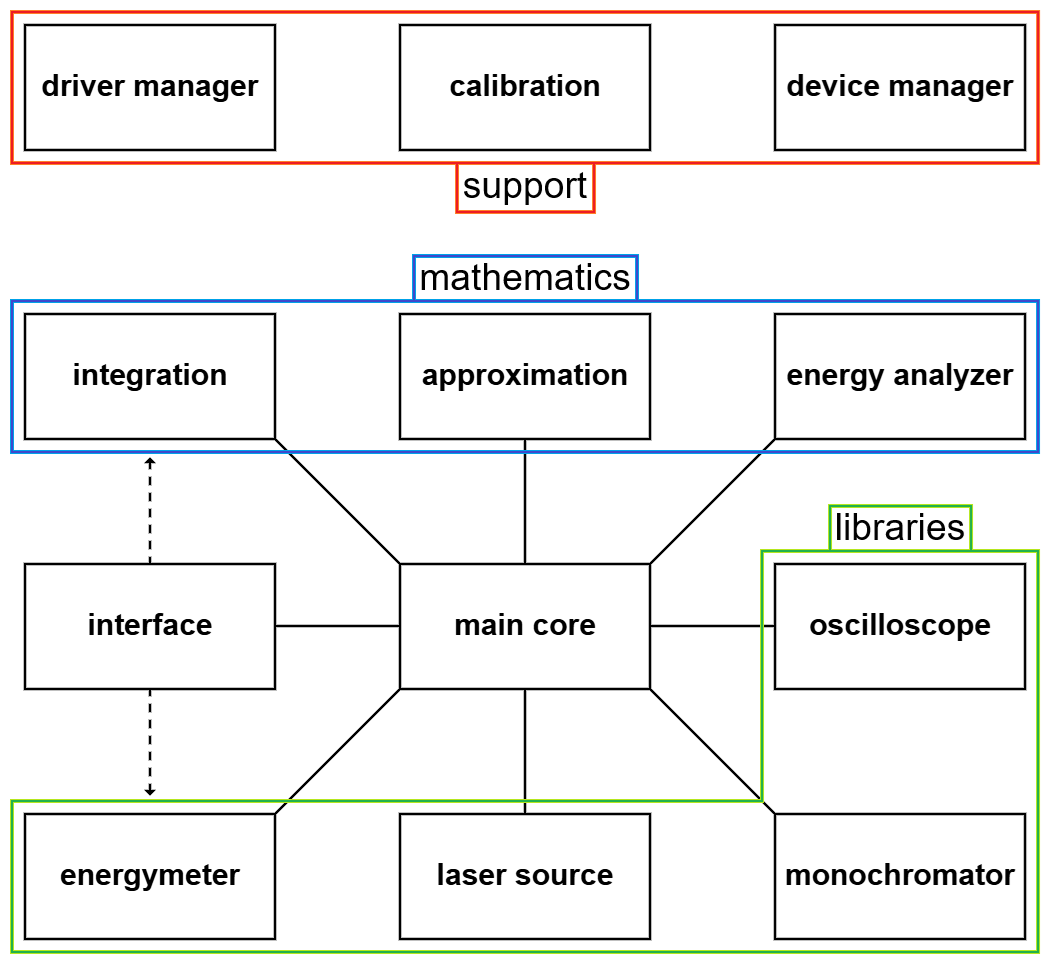 driver manager
calibration
device manager
support
mathematics
integration
approximation
energy analyzer
libraries
interface
main core
oscilloscope
energymeter
laser source
monochromator